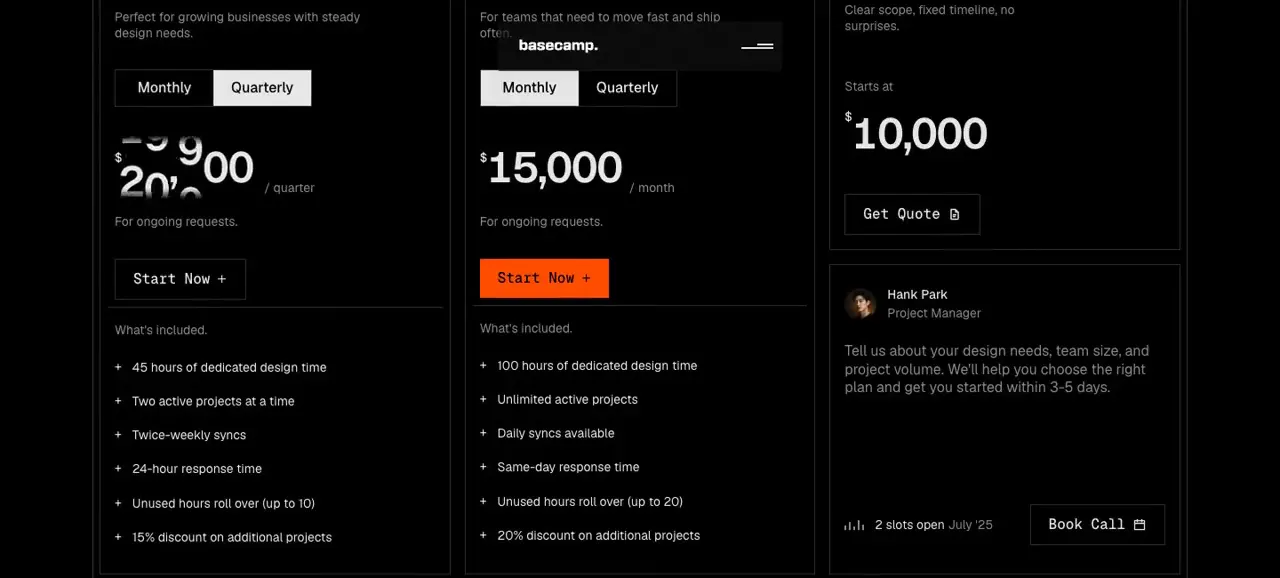 Perfect for growing businesses with steady
design needs.
Monthly
Quarterly
$
00
/ quarter
For ongoing requests.
Start Now +
What's included.
+ 45 hours of dedicated design time
+ Two active projects at a time
+ Twice-weekly syncs
+ 24-hour response time
+ Unused hours roll over (up to 10)
+ 15% discount on additional projects
For teams that need to move fast and ship
often.
basecamp.
Monthly
Quarterly
$15,000
/ month
For ongoing requests.
Start Now +
What's included.
+ 100 hours of dedicated design time
+ Unlimited active projects
+ Daily syncs available
+ Same-day response time
+ Unused hours roll over (up to 20)
+ 20% discount on additional projects
Clear scope, fixed timeline, no
surprises.
Starts at
$10,000
Get Quote
Hank Park
Project Manager
Tell us about your design needs, team size, and
project volume. We'll help you choose the right
plan and get you started within 3-5 days.
2 slots open July '25
Book Call